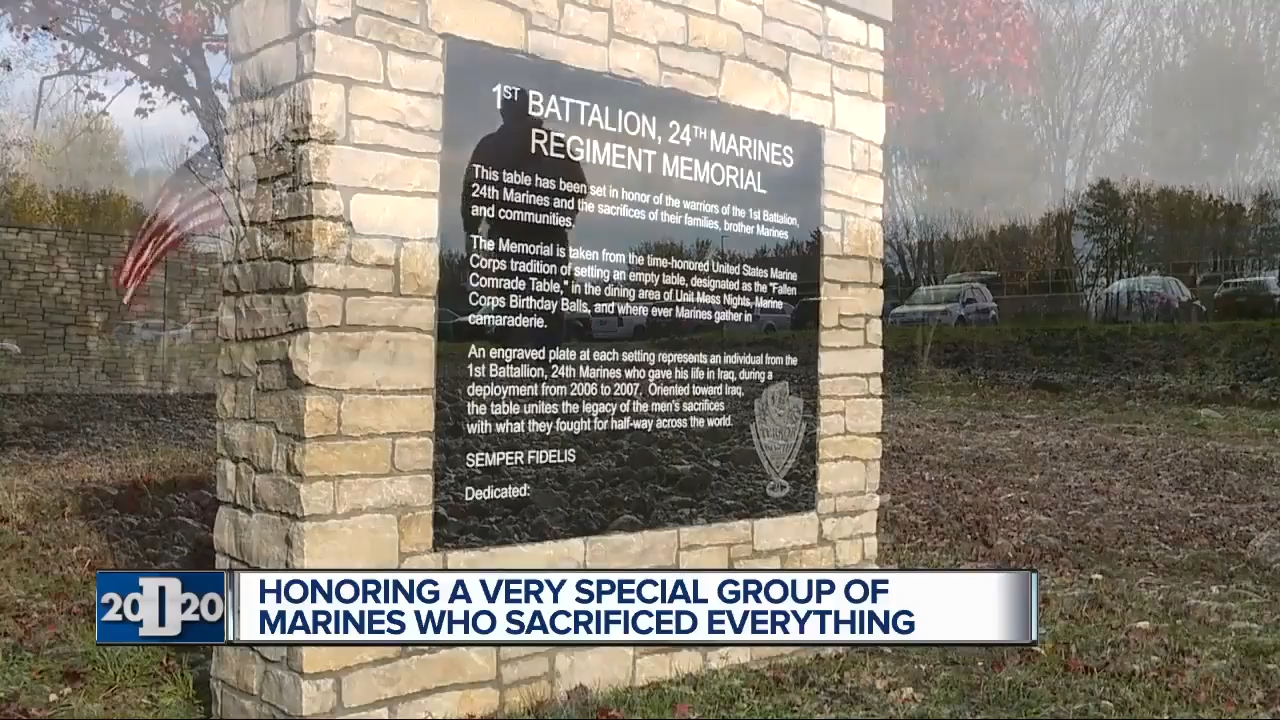 1ST BATTALION, 24TH MARINES
REGIMENT MEMORIAL
This table has been set in honor of the warriors of the 1st Battalion,
24th Marines and the sacrifices of their families, brother Marines
and communities.
The Memorial is taken from the time-honored United States Marine
Corps tradition of setting an empty table, designated as the "Fallen
Comrade Table," in the dining area of Unit Mess Nights, Marine
Corps Birthday Balls, and where ever Marines gather in
camaraderie.
An engraved plate at each setting represents an individual from the
1st Battallion, 24th Marines who gave his life in Iraq, during a
deployment from 2006 to 2007. Oriented toward Iraq,
the table unites the legacy of the men's sacrifices
with what they fought for half-way across the world.
SEMPER FIDELIS
Dedicated:
20 D 20
HONORING A VERY SPECIAL GROUP OF
MARINES WHO SACRIFICED EVERYTHING